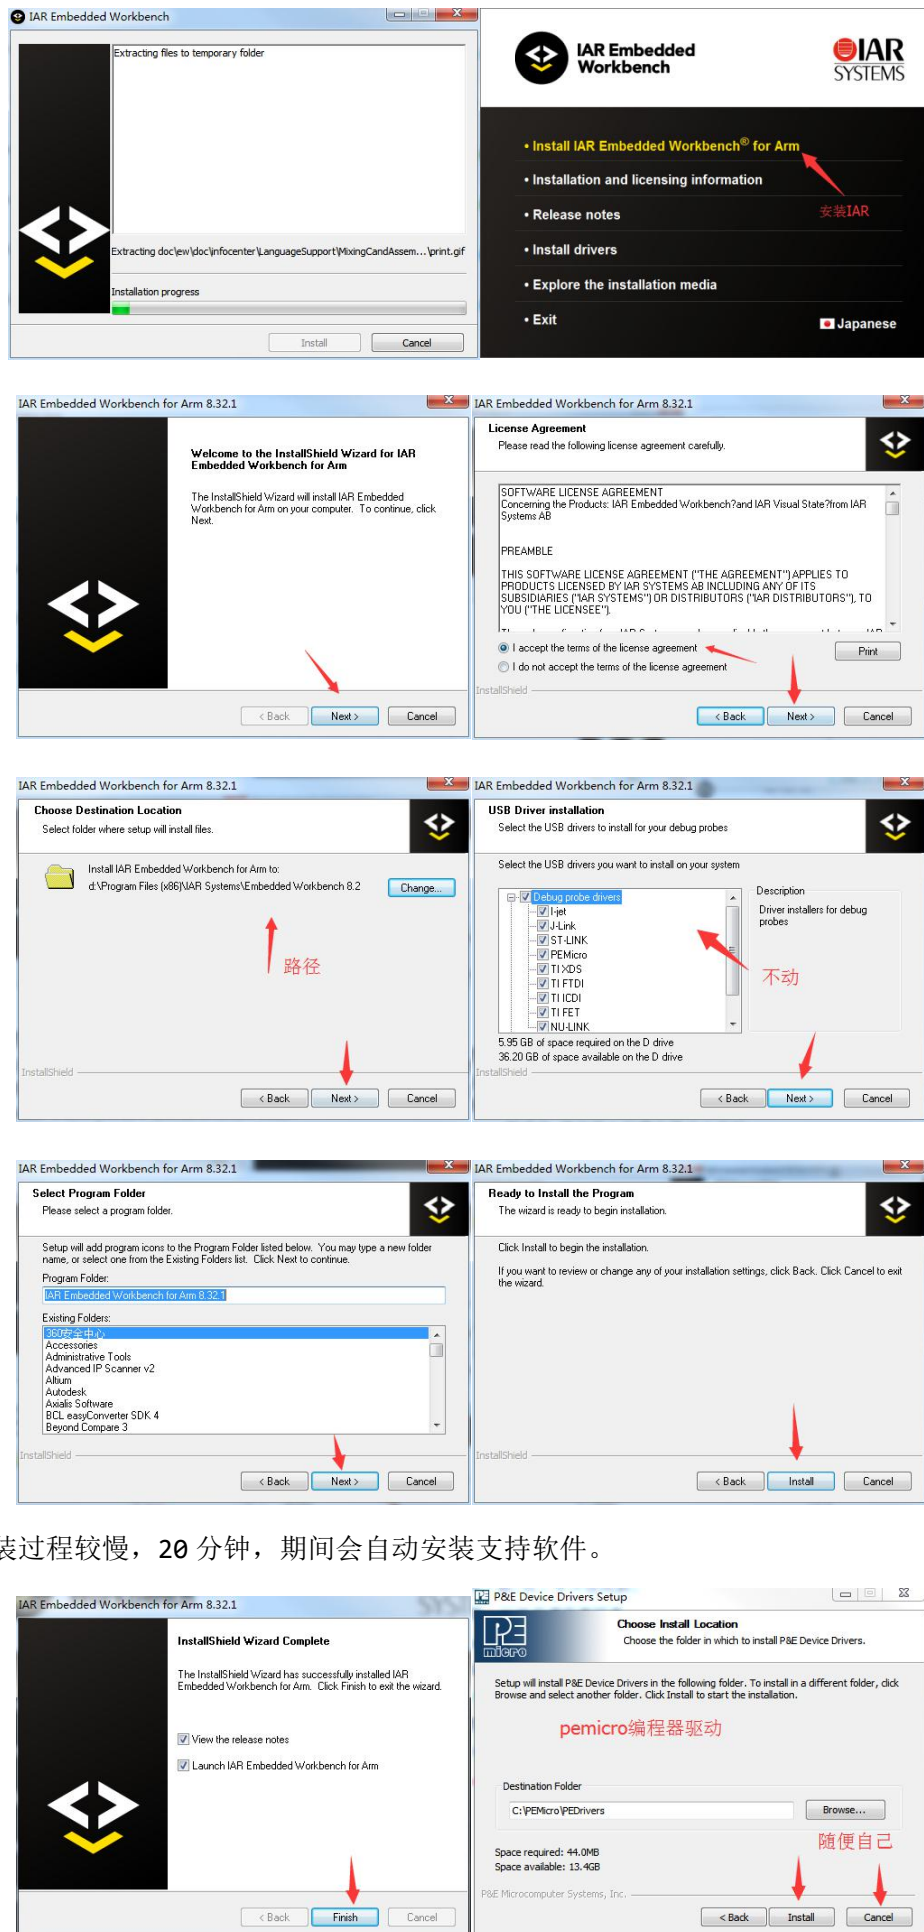 IAR Embedded Workbench
Extracting files to temporary folder
Extracting doc\ew\doc\infocenter\LanguageSupport\MixingCandAssem...\print.gif
Installation progress
Install
Cancel
IAR Embedded
Workbench
IAR
SYSTEMS
• Install IAR Embedded Workbench® for Arm
• Installation and licensing information
• Release notes
安装IAR
• Install drivers
• Explore the installation media
• Exit
Japanese
IAR Embedded Workbench for Arm 8.32.1
Welcome to the InstallShield Wizard for IAR
Embedded Workbench for Arm
The InstallShield Wizard will install IAR Embedded
Workbench for Arm on your computer. To continue, click
Next.
< Back
Next >
Cancel
IAR Embedded Workbench for Arm 8.32.1
License Agreement
Please read the following license agreement carefully.
SOFTWARE LICENSE AGREEMENT
Concerning the Products: IAR Embedded Workbench?and IAR Visual State?from IAR
Systems AB
PREAMBLE
THIS SOFTWARE LICENSE AGREEMENT ("THE AGREEMENT") APPLIES TO
PRODUCTS LICENSED BY IAR SYSTEMS AB INCLUDING ANY OF ITS
SUBSIDIARIES ("IAR SYSTEMS") OR DISTRIBUTORS ("IAR DISTRIBUTORS"), TO
YOU ("THE LICENSEE").
I accept the terms of the license agreement
Print
I do not accept the terms of the license agreement
InstallShield
< Back
Next >
Cancel
IAR Embedded Workbench for Arm 8.32.1
Choose Destination Location
Select folder where setup will install files.
Install IAR Embedded Workbench for Arm to:
d:\Program Files (x86)\IAR Systems\Embedded Workbench 8.2
Change...
路径
InstallShield
< Back
Next >
Cancel
IAR Embedded Workbench for Arm 8.32.1
USB Driver installation
Select the USB drivers to install for your debug probes
Select the USB drivers you want to install on your system
Debug probe drivers
I-jet
J-Link
ST-LINK
PEMicro
TI XDS
TI FTDI
TI ICDI
TI FET
NU-LINK
Description
Driver installers for debug
probes
不动
5.95 GB of space required on the D drive
36.20 GB of space available on the D drive
InstallShield
< Back
Next >
Cancel
IAR Embedded Workbench for Arm 8.32.1
Select Program Folder
Please select a program folder.
Setup will add program icons to the Program Folder listed below. You may type a new folder
name, or select one from the Existing Folders list. Click Next to continue.
Program Folder:
IAR Embedded Workbench for Arm 8.32.1
Existing Folders:
360安全中心
Accessories
Administrative Tools
Advanced IP Scanner v2
Altium
Autodesk
Axialis Software
BCL easyConverter SDK 4
Beyond Compare 3
InstallShield
< Back
Next >
Cancel
IAR Embedded Workbench for Arm 8.32.1
Ready to Install the Program
The wizard is ready to begin installation.
Click Install to begin the installation.
If you want to review or change any of your installation settings, click Back. Click Cancel to exit
the wizard.
InstallShield
< Back
Install
Cancel
装过程较慢，20 分钟，期间会自动安装支持软件。
IAR Embedded Workbench for Arm 8.32.1
InstallShield Wizard Complete
The InstallShield Wizard has successfully installed IAR
Embedded Workbench for Arm. Click Finish to exit the wizard.
View the release notes
Launch IAR Embedded Workbench for Arm
< Back
Finish
Cancel
P&E Device Drivers Setup
PE
micro
Choose Install Location
Choose the folder in which to install P&E Device Drivers.
Setup will install P&E Device Drivers in the following folder. To install in a different folder, click
Browse and select another folder. Click Install to start the installation.
pemicro编程器驱动
Destination Folder
C:\PEMicro\PEDrivers
Browse...
随便自己
Space required: 44.0MB
Space available: 13.4GB
P&E Microcomputer Systems, Inc.
< Back
Install
Cancel